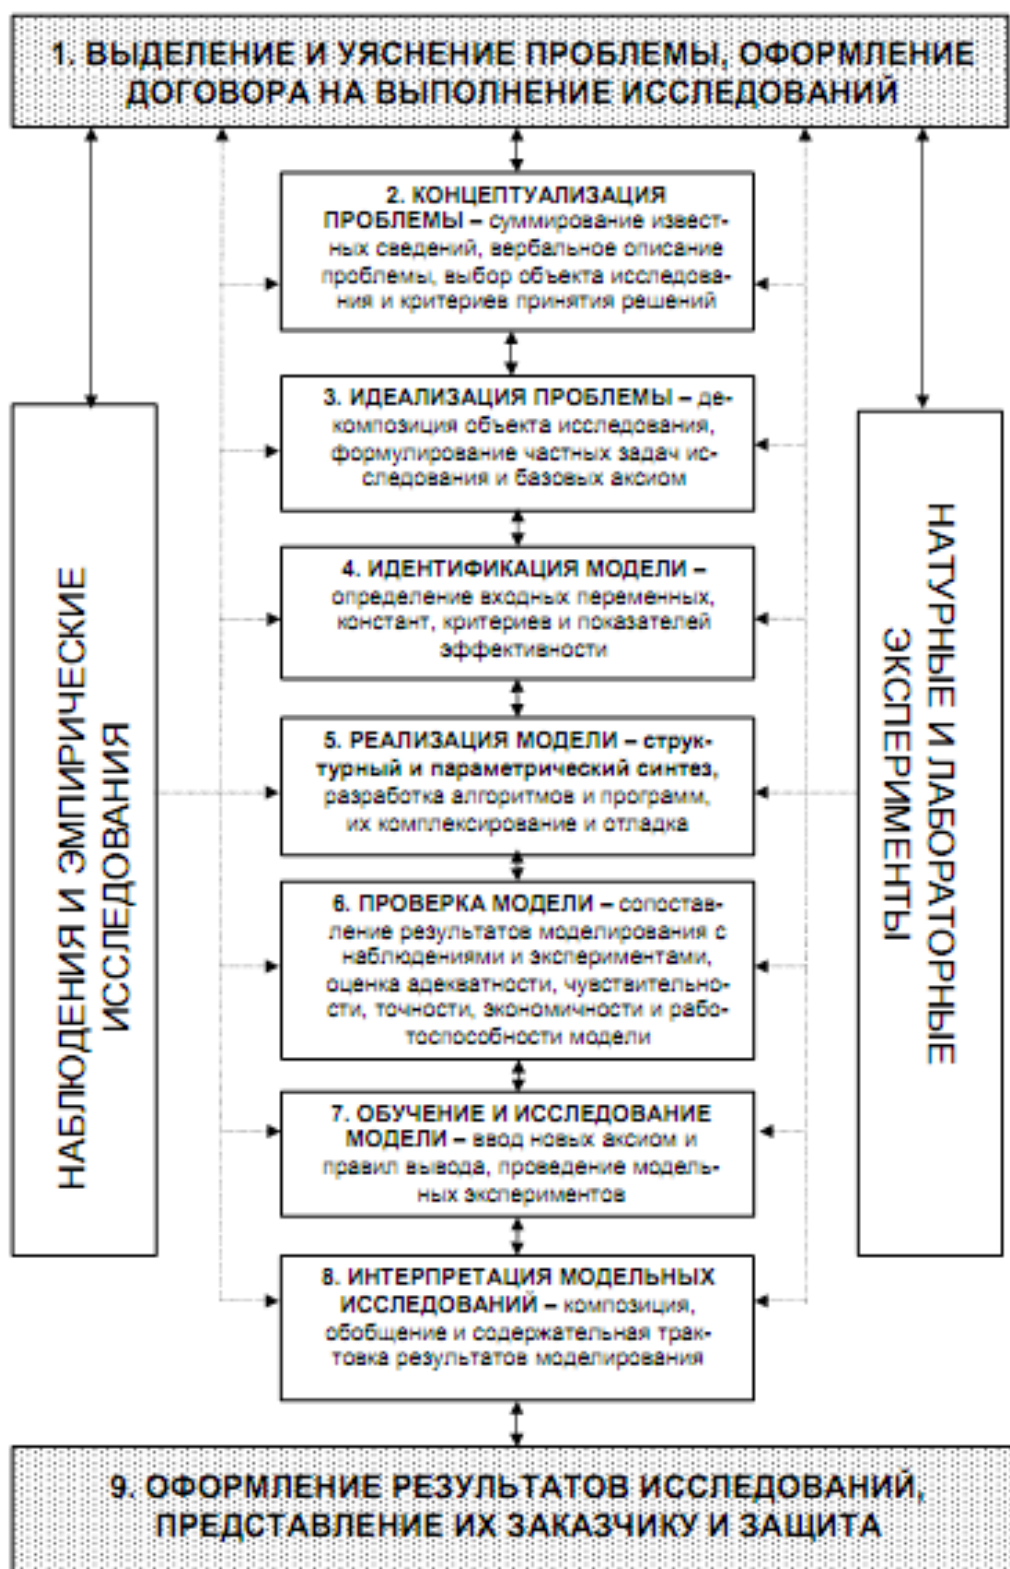 1. ВЫДЕЛЕНИЕ И УЯСНЕНИЕ ПРОБЛЕМЫ, ОФОРМЛЕНИЕ
ДОГОВОРА НА ВЫПОЛНЕНИЕ ИССЛЕДОВАНИЙ
2. КОНЦЕПТУАЛИЗАЦИЯ
ПРОБЛЕМЫ – суммирование извест-
ных сведений, вербальное описание
проблемы, выбор объекта исследова-
ния и критериев принятия решений
3. ИДЕАЛИЗАЦИЯ ПРОБЛЕМЫ – де-
композиция объекта исследования,
формулирование частных задач ис-
следования и базовых аксиом
4. ИДЕНТИФИКАЦИЯ МОДЕЛИ –
определение входных переменных,
констант, критериев и показателей
эффективности
5. РЕАЛИЗАЦИЯ МОДЕЛИ – струк-
турный и параметрический синтез,
разработка алгоритмов и программ,
их комплексирование и отладка
6. ПРОВЕРКА МОДЕЛИ – сопостав-
ление результатов моделирования с
наблюдениями и экспериментами,
оценка адекватности, чувствительно-
сти, точности, экономичности и рабо-
тоспособности модели
7. ОБУЧЕНИЕ И ИССЛЕДОВАНИЕ
МОДЕЛИ – ввод новых аксиом и
правил вывода, проведение модель-
ных экспериментов
8. ИНТЕРПРЕТАЦИЯ МОДЕЛЬНЫХ
ИССЛЕДОВАНИЙ – композиция,
обобщение и содержательная трак-
товка результатов моделирования
НАБЛЮДЕНИЯ И ЭМПИРИЧЕСКИЕ
ИССЛЕДОВАНИЯ
НАТУРНЫЕ И ЛАБОРАТОРНЫЕ
ЭКСПЕРИМЕНТЫ
9. ОФОРМЛЕНИЕ РЕЗУЛЬТАТОВ ИССЛЕДОВАНИЙ,
ПРЕДСТАВЛЕНИЕ ИХ ЗАКАЗЧИКУ И ЗАЩИТА